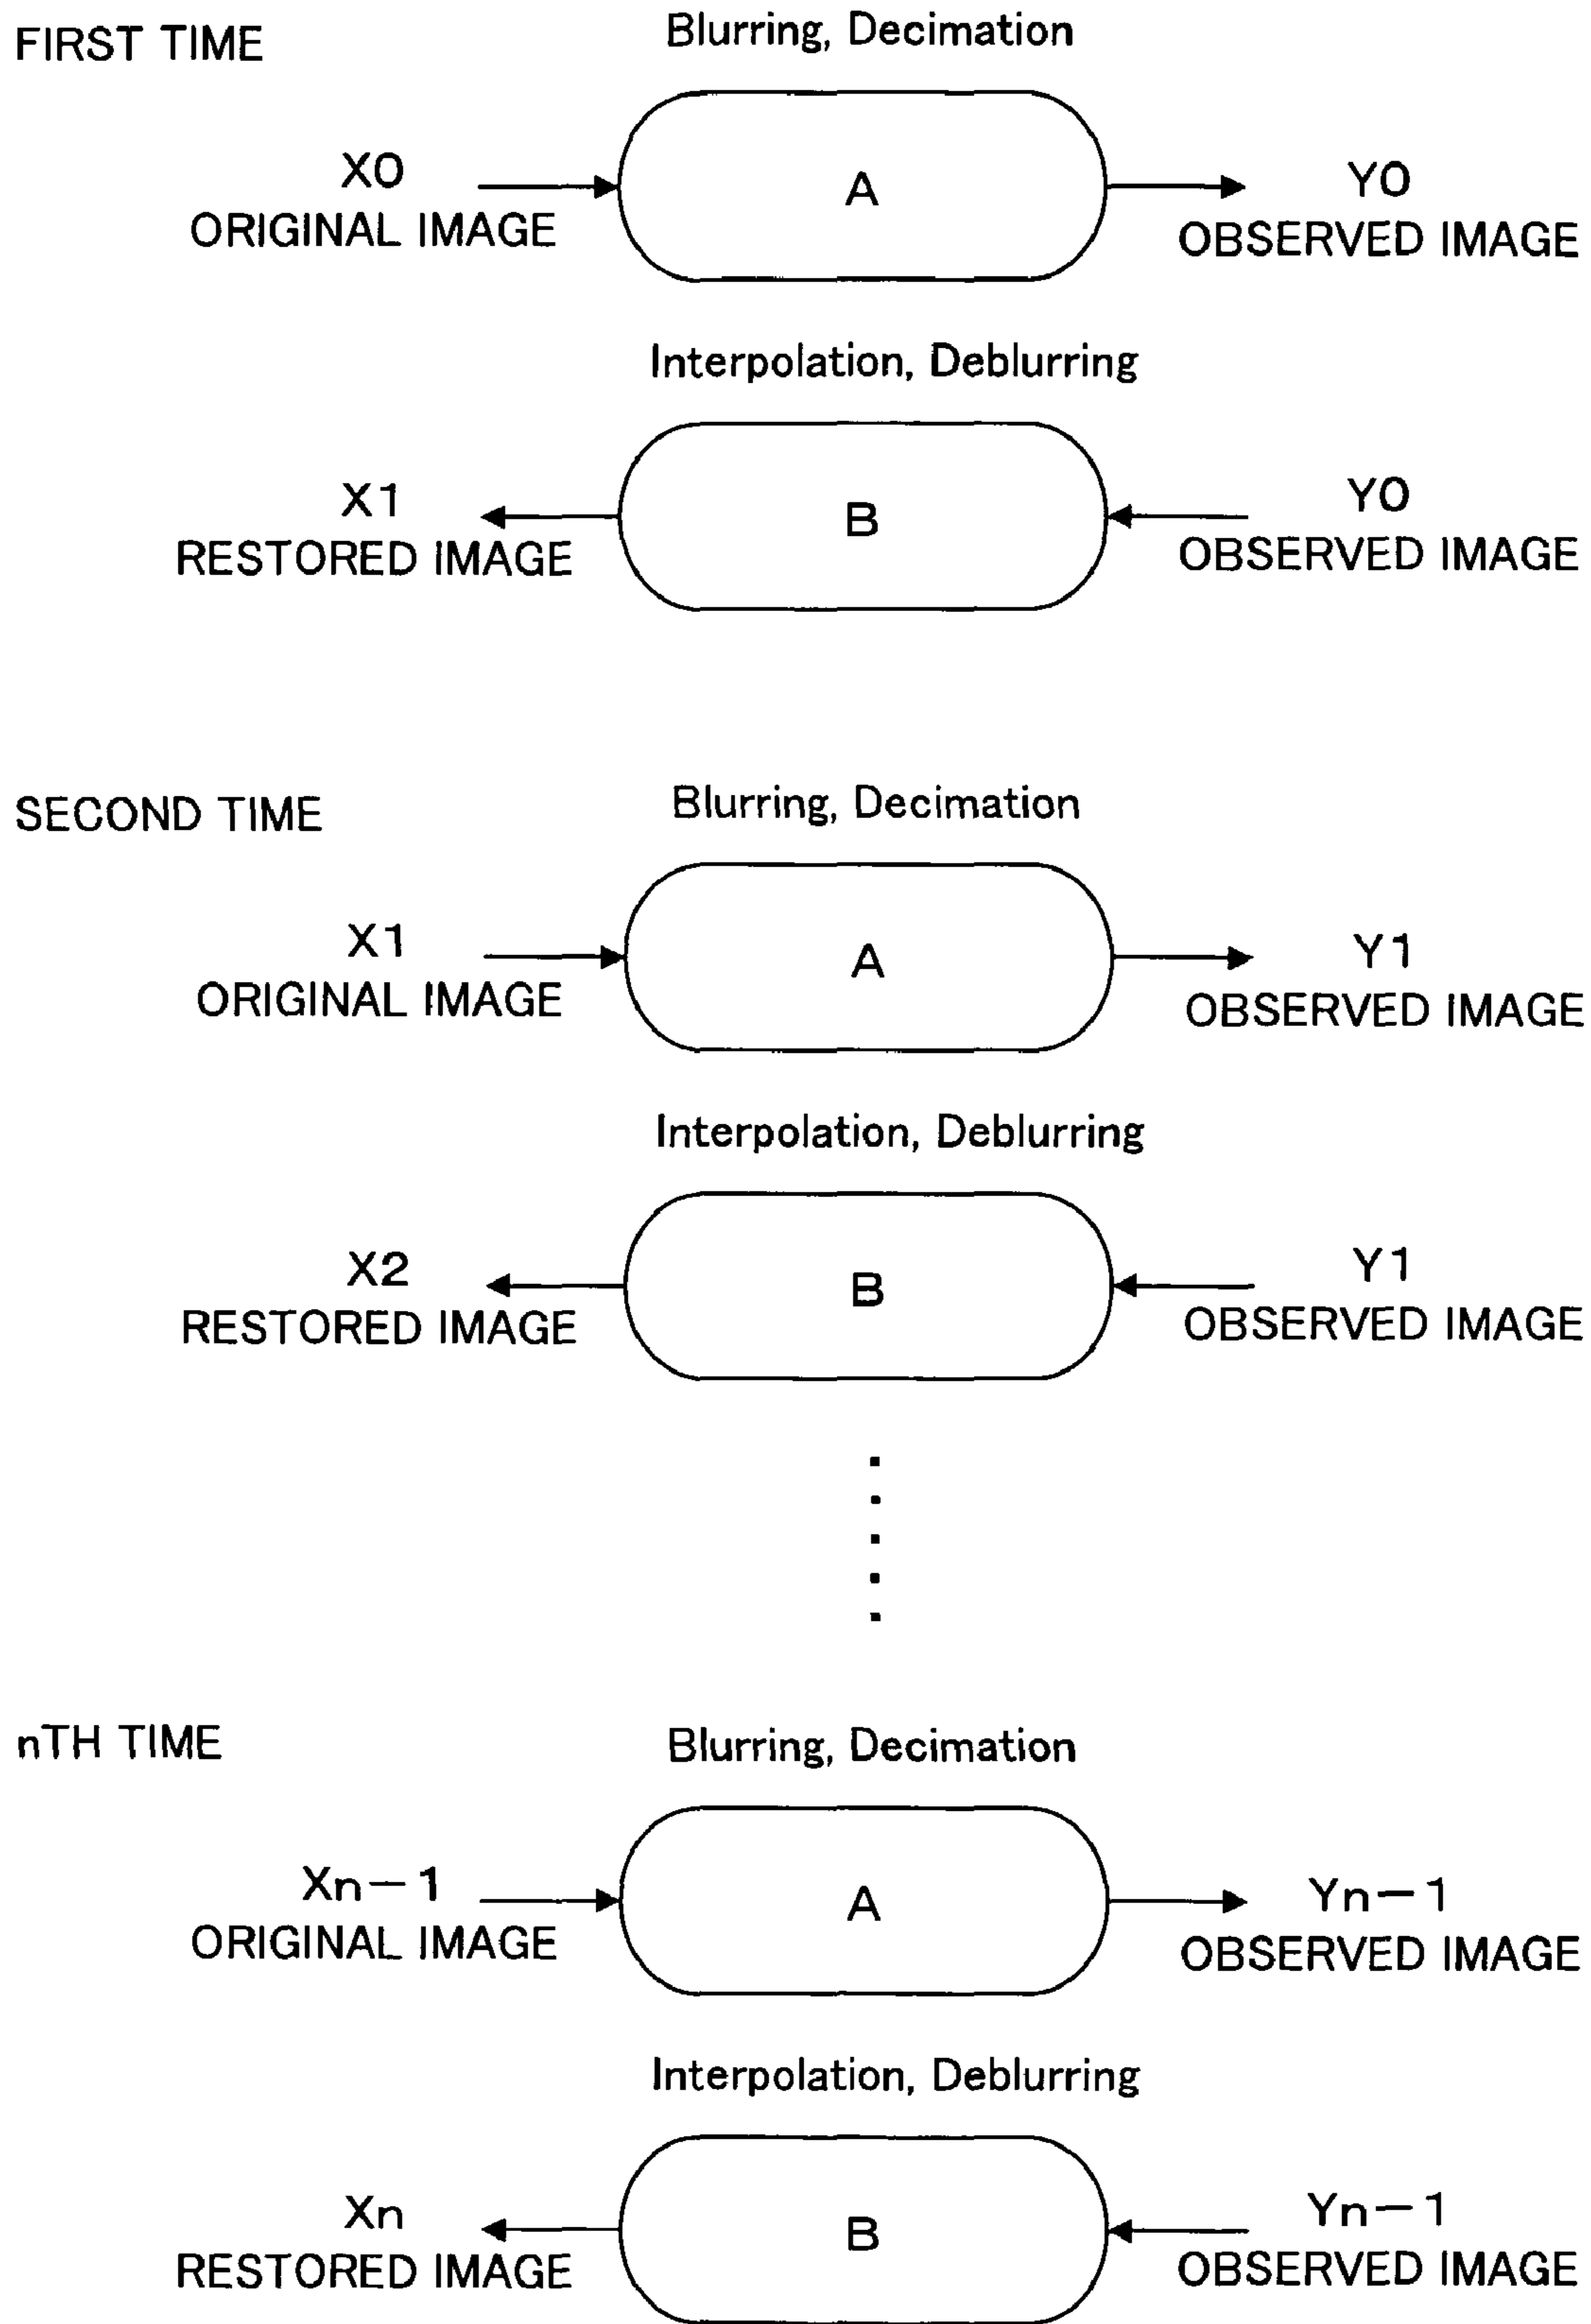 FIRST TIME
Blurring, Decimation
X0
ORIGINAL IMAGE
A
Y0
OBSERVED IMAGE
Interpolation, Deblurring
X1
RESTORED IMAGE
B
Y0
OBSERVED IMAGE
SECOND TIME
Blurring, Decimation
X1
ORIGINAL IMAGE
A
Y1
OBSERVED IMAGE
Interpolation, Deblurring
X2
RESTORED IMAGE
B
Y1
OBSERVED IMAGE
nTH TIME
Blurring, Decimation
Xn-1
ORIGINAL IMAGE
A
Yn-1
OBSERVED IMAGE
Interpolation, Deblurring
Xn
RESTORED IMAGE
B
Yn-1
OBSERVED IMAGE